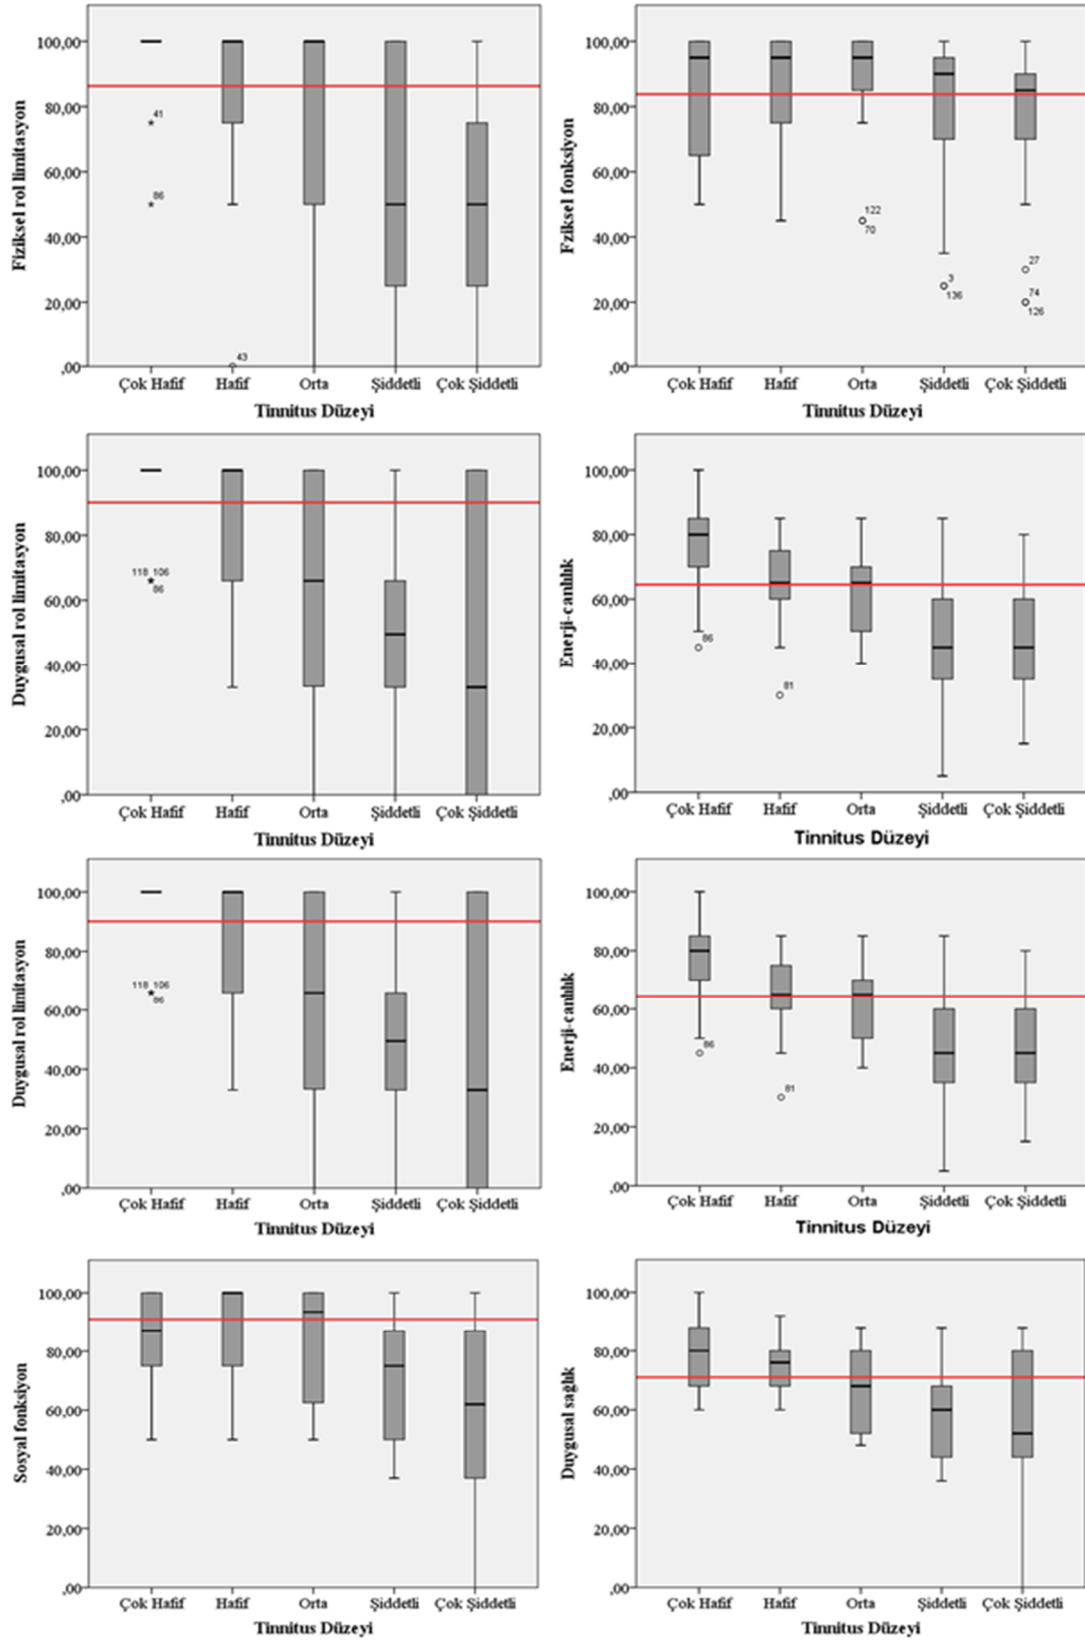 Fiziksel rol limitasyon
100,00
80,00
60,00
40,00
20,00
,00
41
86
43
Çok Hafif Hafif Orta Şiddetli Çok Şiddetli
Tinnitus Düzeyi
Fziksel fonksiyon
100,00
80,00
60,00
40,00
20,00
,00
122
70
3
136
27
74
126
Çok Hafif Hafif Orta Şiddetli Çok Şiddetli
Tinnitus Düzeyi
Duygusal rol limitasyon
100,00
80,00
60,00
40,00
20,00
,00
118 106
86
Çok Hafif Hafif Orta Şiddetli Çok Şiddetli
Tinnitus Düzeyi
Enerji-canlılık
100,00
80,00
60,00
40,00
20,00
,00
86
81
Çok Hafif Hafif Orta Şiddetli Çok Şiddetli
Tinnitus Düzeyi
Duygusal rol limitasyon
100,00
80,00
60,00
40,00
20,00
,00
118 106
86
Çok Hafif Hafif Orta Şiddetli Çok Şiddetli
Tinnitus Düzeyi
Enerji-canlılık
100,00
80,00
60,00
40,00
20,00
,00
86
81
Çok Hafif Hafif Orta Şiddetli Çok Şiddetli
Tinnitus Düzeyi
Sosyal fonksiyon
100,00
80,00
60,00
40,00
20,00
,00
Çok Hafif Hafif Orta Şiddetli Çok Şiddetli
Tinnitus Düzeyi
Duygusal sağlık
100,00
80,00
60,00
40,00
20,00
,00
Çok Hafif Hafif Orta Şiddetli Çok Şiddetli
Tinnitus Düzeyi